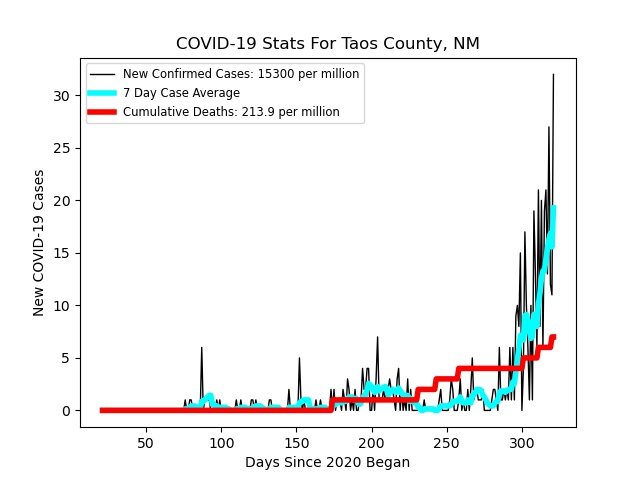 COVID-19 Stats For Taos County, NM
New Confirmed Cases: 15300 per million
7 Day Case Average
Cumulative Deaths: 213.9 per million
New COVID-19 Cases
30
25
20
15
10
5
0
50
100
150
200
250
300
Days Since 2020 Began